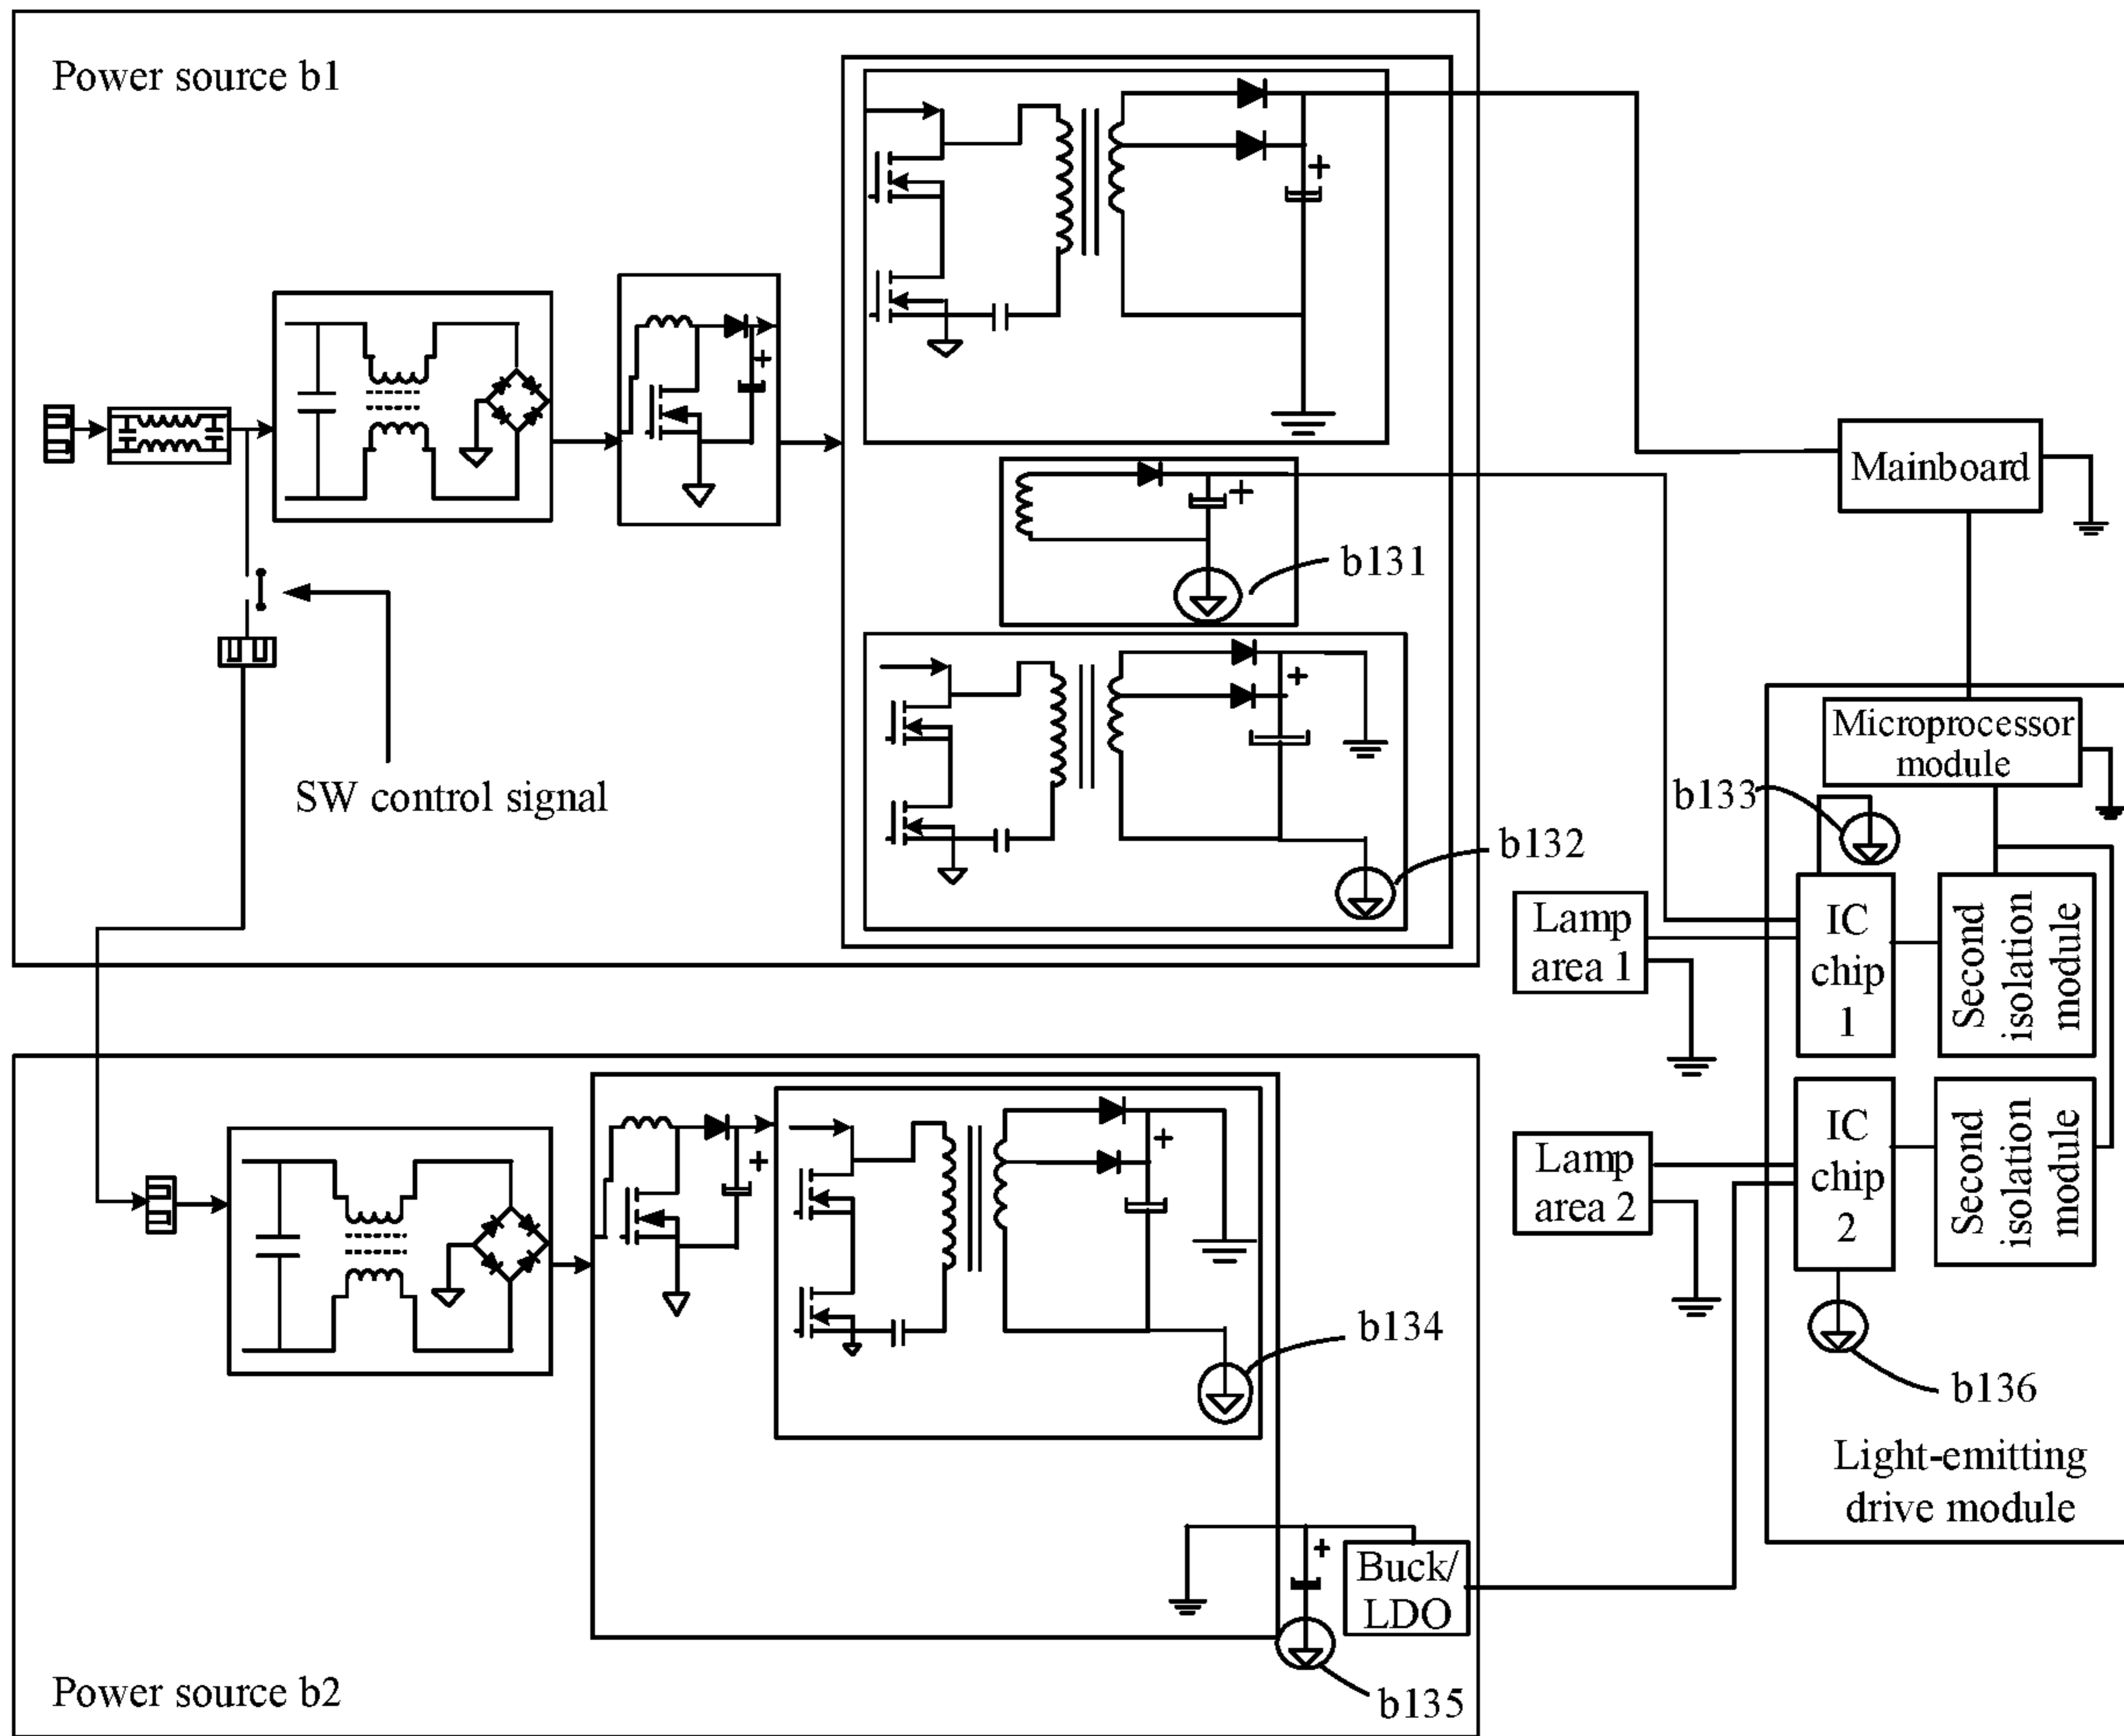 Power source b1
Mainboard
b131
Microprocessor
module
SW control signal
b133
b132
Lamp
area 1
IC
chip
1
Second
isolation
module
Lamp
area 2
IC
chip
2
Second
isolation
module
b134
b136
Light-emitting
drive module
Buck/
LDO
Power source b2
b135
+
+
+
+
+
+
+